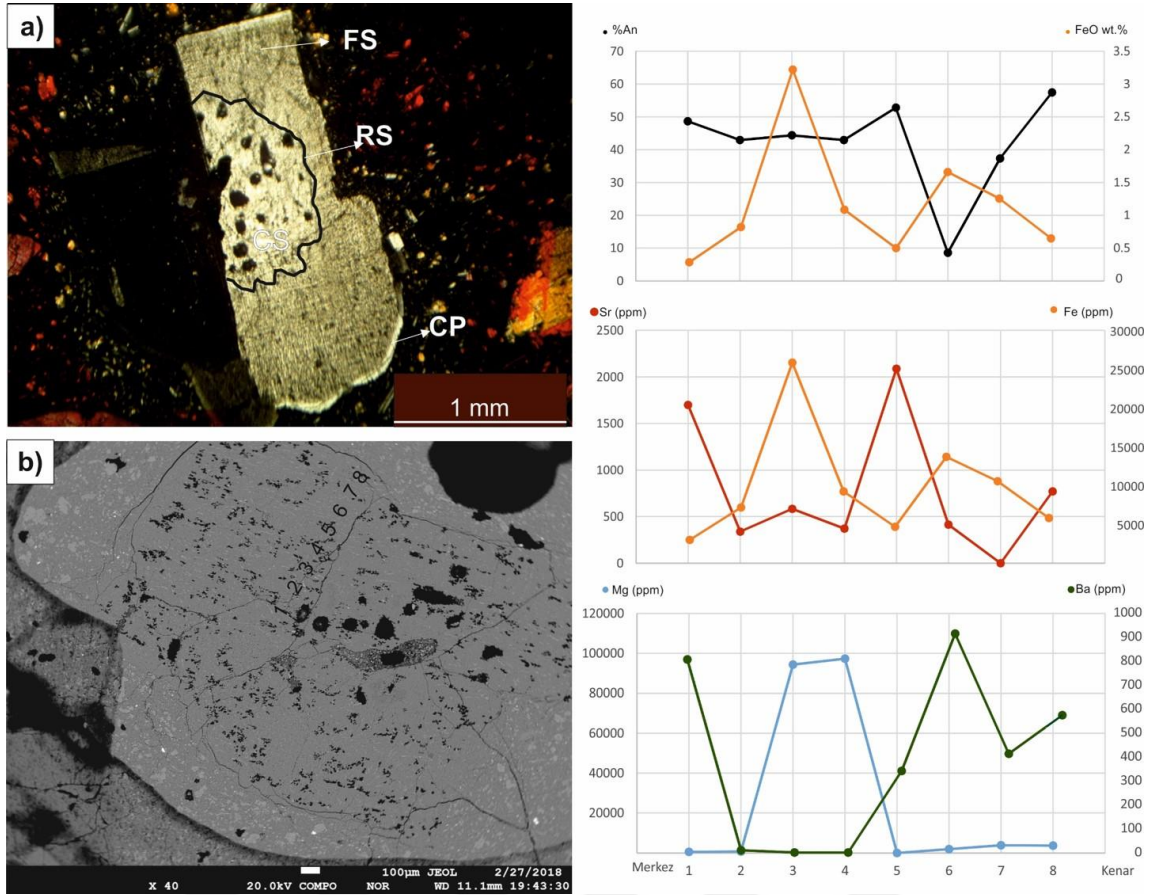 a)
FS
RS
CS
CP
1 mm
b)
1 2 3 4 5 6 7 8
100µm JEOL 2/27/2018
X 40 20.0kV COMPO NOR WD 11.1mm 19:43:30
%An
FeO wt.%
70
60
50
40
30
20
10
0
3.5
3
2.5
2
1.5
1
0.5
0
Sr (ppm)
Fe (ppm)
2500
2000
1500
1000
500
0
30000
25000
20000
15000
10000
5000
Mg (ppm)
Ba (ppm)
120000
100000
80000
60000
40000
20000
1000
900
800
700
600
500
400
300
200
100
0
Merkez 1 2 3 4 5 6 7 8 Kenar